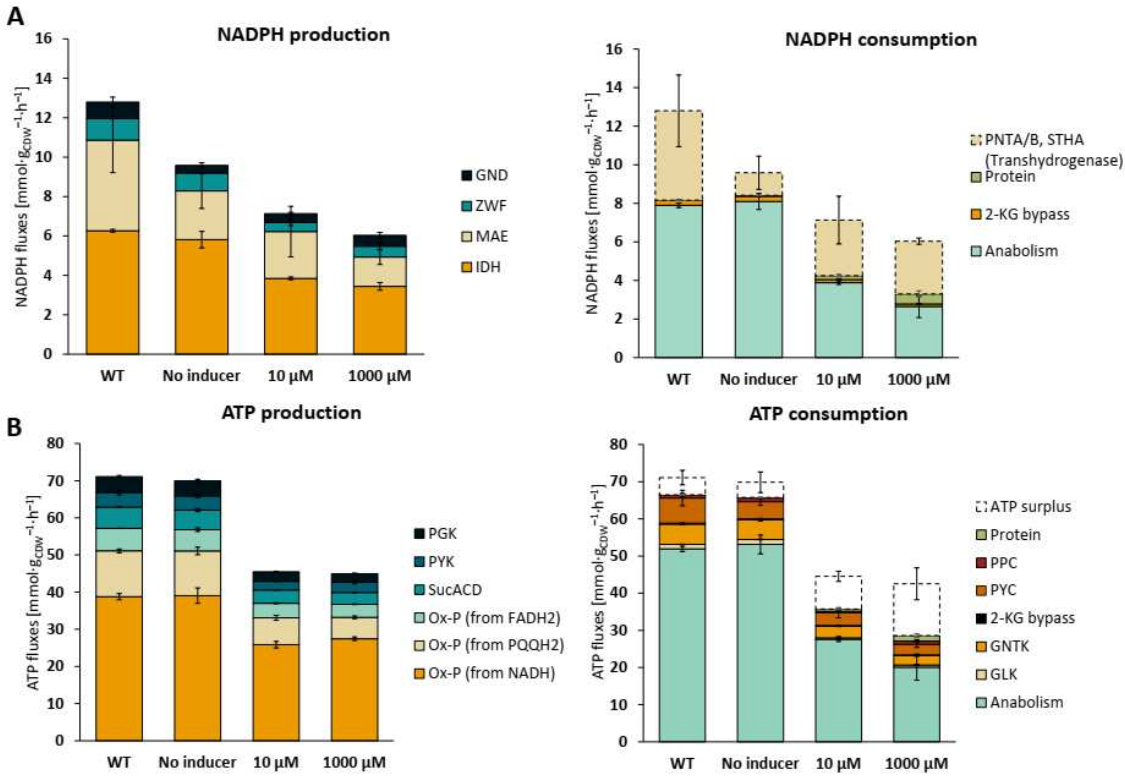 A
NADPH production
NADPH fluxes [mmol·gCDW⁻¹·h⁻¹]
16
14
12
10
8
6
4
2
0
WT
No inducer
10 µM
1000 µM
GND
ZWF
MAE
IDH
NADPH consumption
NADPH fluxes [mmol·gCDW⁻¹·h⁻¹]
16
14
12
10
8
6
4
2
0
WT
No inducer
10 µM
1000 µM
PNTA/B, STHA
(Transhydrogenase)
Protein
2-KG bypass
Anabolism
B
ATP production
ATP fluxes [mmol·gCDW⁻¹·h⁻¹]
80
70
60
50
40
30
20
10
0
WT
No inducer
10 µM
1000 µM
PGK
PYK
SucACD
Ox-P (from FADH2)
Ox-P (from PQQH2)
Ox-P (from NADH)
ATP consumption
ATP fluxes [mmol·gCDW⁻¹·h⁻¹]
80
70
60
50
40
30
20
10
0
WT
No inducer
10 µM
1000 µM
ATP surplus
Protein
PPC
PYC
2-KG bypass
GNTK
GLK
Anabolism